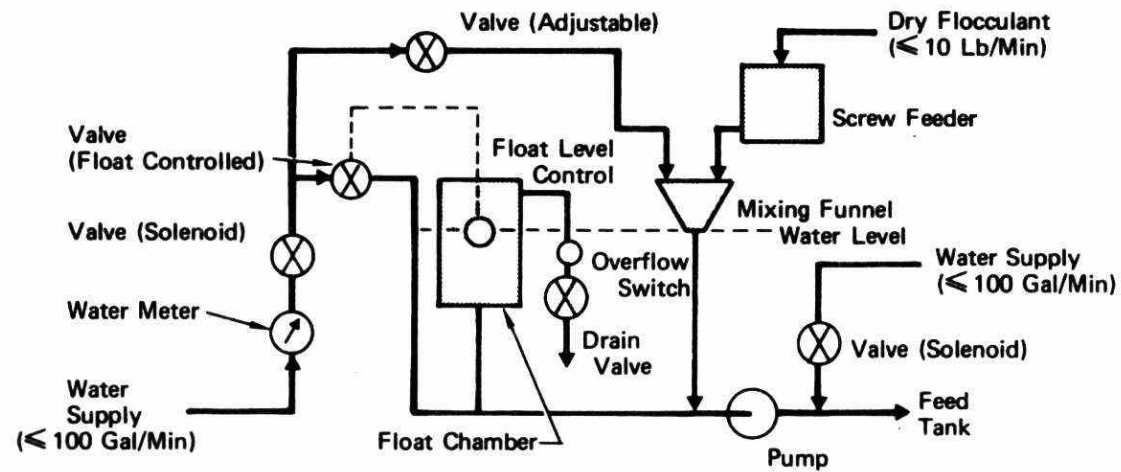 Valve (Adjustable)
Dry Flocculant
(≤ 10 Lb/Min)
Screw Feeder
Valve
(Float Controlled)
Float Level
Control
Mixing Funnel
Water Level
Valve (Solenoid)
Overflow
Switch
Water Supply
(≤ 100 Gal/Min)
Water Meter
Drain
Valve
Valve (Solenoid)
Water
Supply
(≤ 100 Gal/Min)
Float Chamber
Feed
Tank
Pump